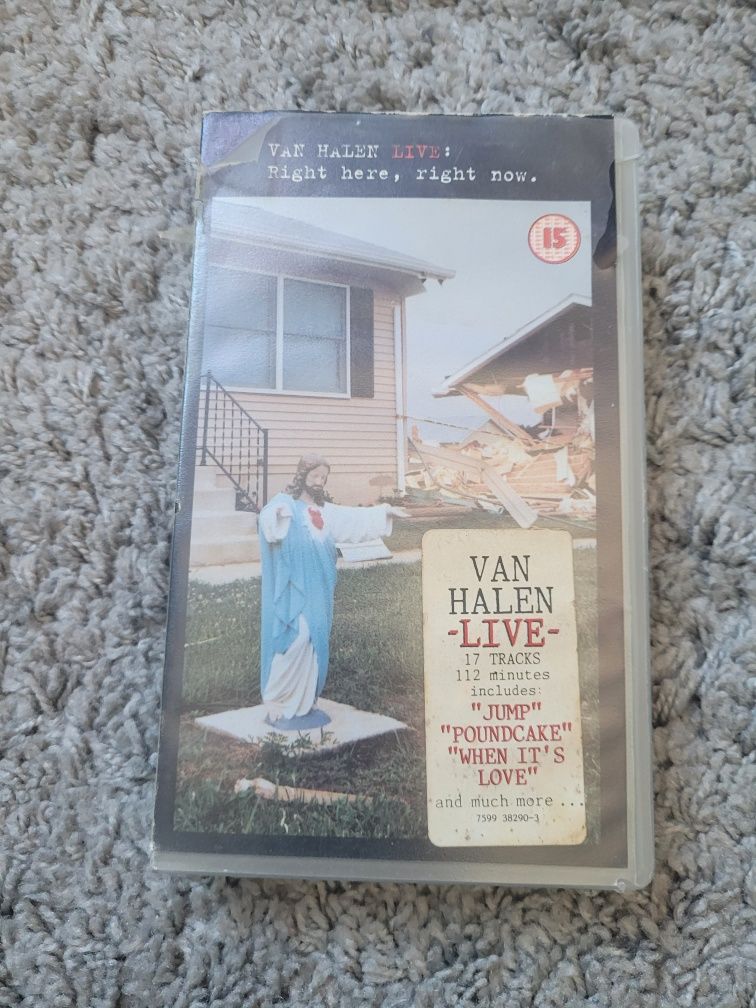 VAN HALEN LIVE:
Right here, right now.
15
VAN
HALEN
-LIVE-
17 TRACKS
112 minutes
includes:
"JUMP"
"POUNDCAKE"
"WHEN IT'S
LOVE"
and much more ...
7599 38290-3